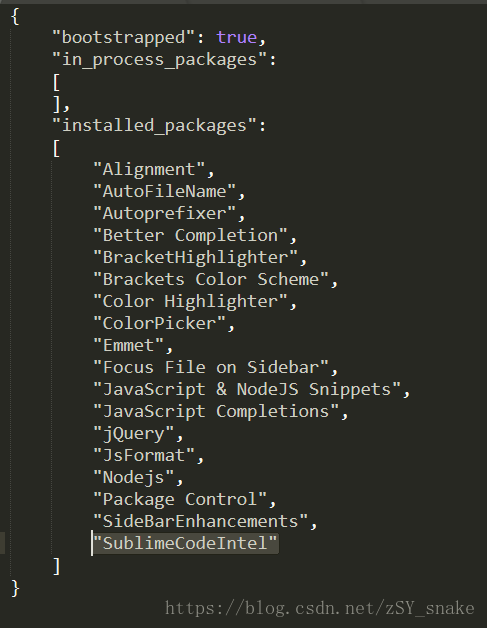 {
"bootstrapped": true,
"in_process_packages":
[
],
"installed_packages":
[
"Alignment",
"AutoFileName",
"Autoprefixer",
"Better Completion",
"BracketHighlighter",
"Brackets Color Scheme",
"Color Highlighter",
"ColorPicker",
"Emmet",
"Focus File on Sidebar",
"JavaScript & NodeJS Snippets",
"JavaScript Completions",
"jQuery",
"JsFormat",
"Nodejs",
"Package Control",
"SideBarEnhancements",
"SublimeCodeIntel"
]
}
https://blog.csdn.net/zSY_snake